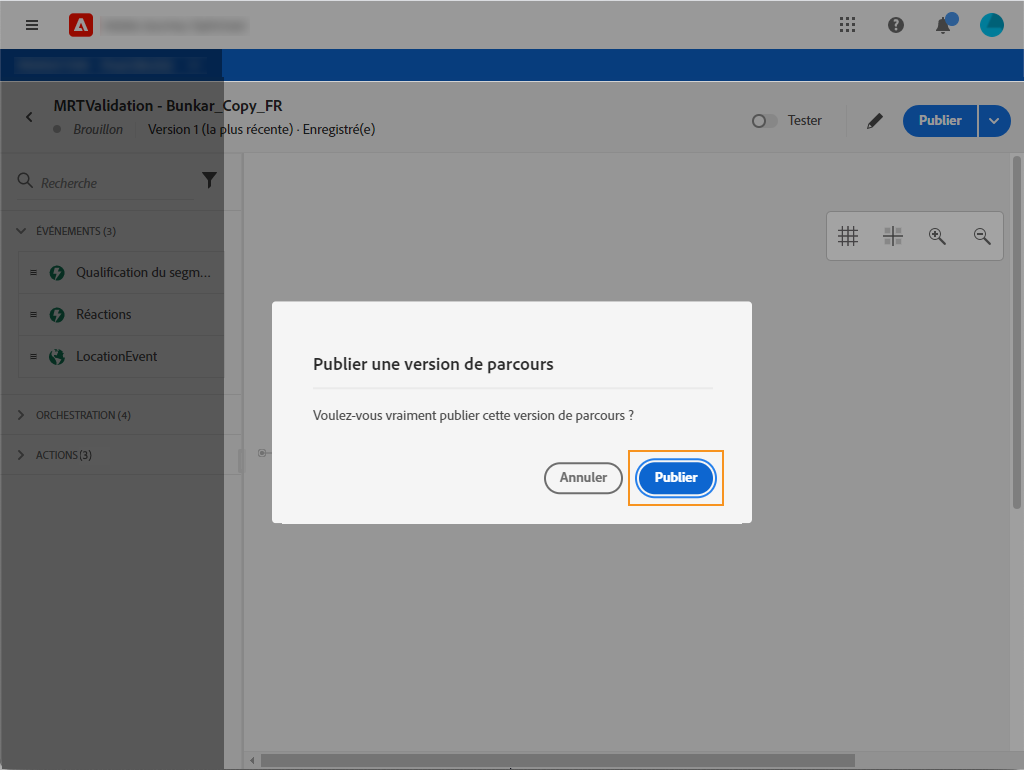 MRTValidation - Bunkar_Copy_FR
Brouillon
Version 1 (la plus récente) · Enregistré(e)
Tester
Publier
Recherche
ÉVÉNEMENTS (3)
Qualification du segm...
Réactions
LocationEvent
ORCHESTRATION (4)
ACTIONS (3)
Publier une version de parcours
Voulez-vous vraiment publier cette version de parcours ?
Annuler
Publier